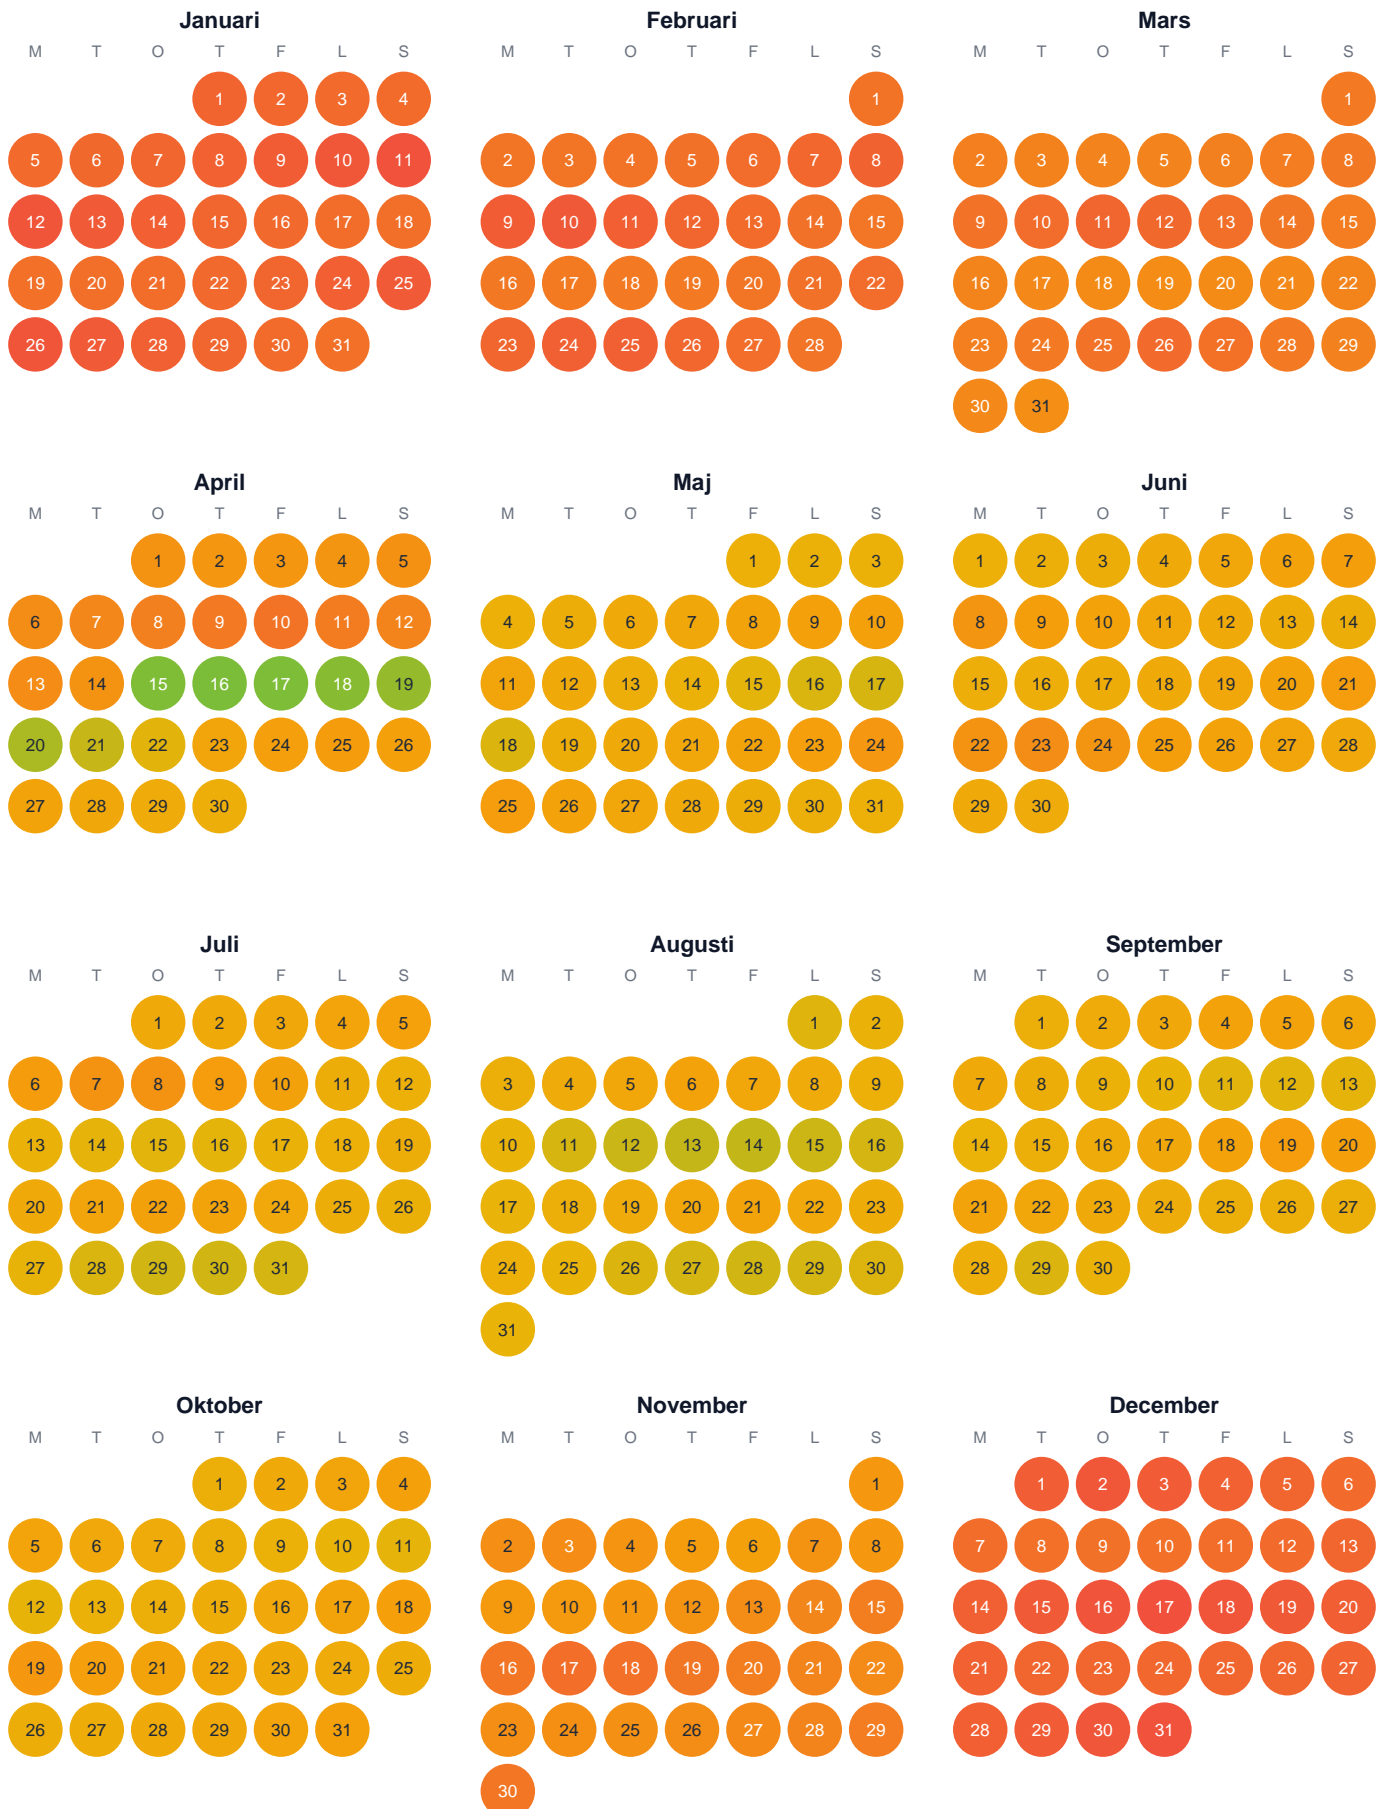 Januari Februari Mars
M T O T F L S M T O T F L S M T O T F L S
1 2 3 4 1 1
5 6 7 8 9 10 11 2 3 4 5 6 7 8 2 3 4 5 6 7 8
12 13 14 15 16 17 18 9 10 11 12 13 14 15 9 10 11 12 13 14 15
19 20 21 22 23 24 25 16 17 18 19 20 21 22 16 17 18 19 20 21 22
26 27 28 29 30 31 23 24 25 26 27 28 23 24 25 26 27 28 29
30 31
April Maj Juni
M T O T F L S M T O T F L S M T O T F L S
1 2 3 4 5 1 2 3 1 2 3 4 5 6 7
6 7 8 9 10 11 12 4 5 6 7 8 9 10 8 9 10 11 12 13 14
13 14 15 16 17 18 19 11 12 13 14 15 16 17 15 16 17 18 19 20 21
20 21 22 23 24 25 26 18 19 20 21 22 23 24 22 23 24 25 26 27 28
27 28 29 30 25 26 27 28 29 30 31 29 30
Juli Augusti September
M T O T F L S M T O T F L S M T O T F L S
1 2 3 4 5 1 2 1 2 3 4 5 6
6 7 8 9 10 11 12 3 4 5 6 7 8 9 7 8 9 10 11 12 13
13 14 15 16 17 18 19 10 11 12 13 14 15 16 14 15 16 17 18 19 20
20 21 22 23 24 25 26 17 18 19 20 21 22 23 21 22 23 24 25 26 27
27 28 29 30 31 24 25 26 27 28 29 30 28 29 30
31
Oktober November December
M T O T F L S M T O T F L S M T O T F L S
1 2 3 4 1 1 2 3 4 5 6
5 6 7 8 9 10 11 2 3 4 5 6 7 8 7 8 9 10 11 12 13
12 13 14 15 16 17 18 9 10 11 12 13 14 15 14 15 16 17 18 19 20
19 20 21 22 23 24 25 16 17 18 19 20 21 22 21 22 23 24 25 26 27
26 27 28 29 30 31 23 24 25 26 27 28 29 28 29 30 31
30